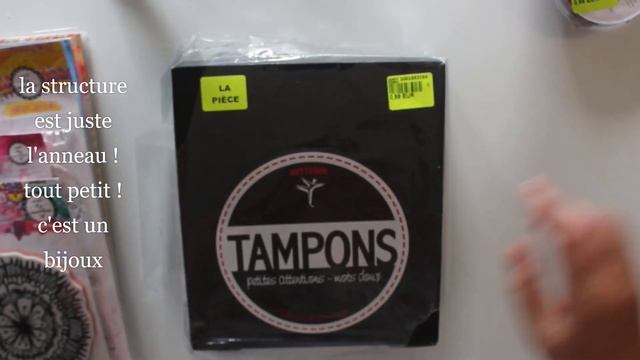 la structure
est juste
l'anneau !
tout petit !
c'est un
bijoux
LA
PIÈCE
TAMPONS
petites attentions - mots doux